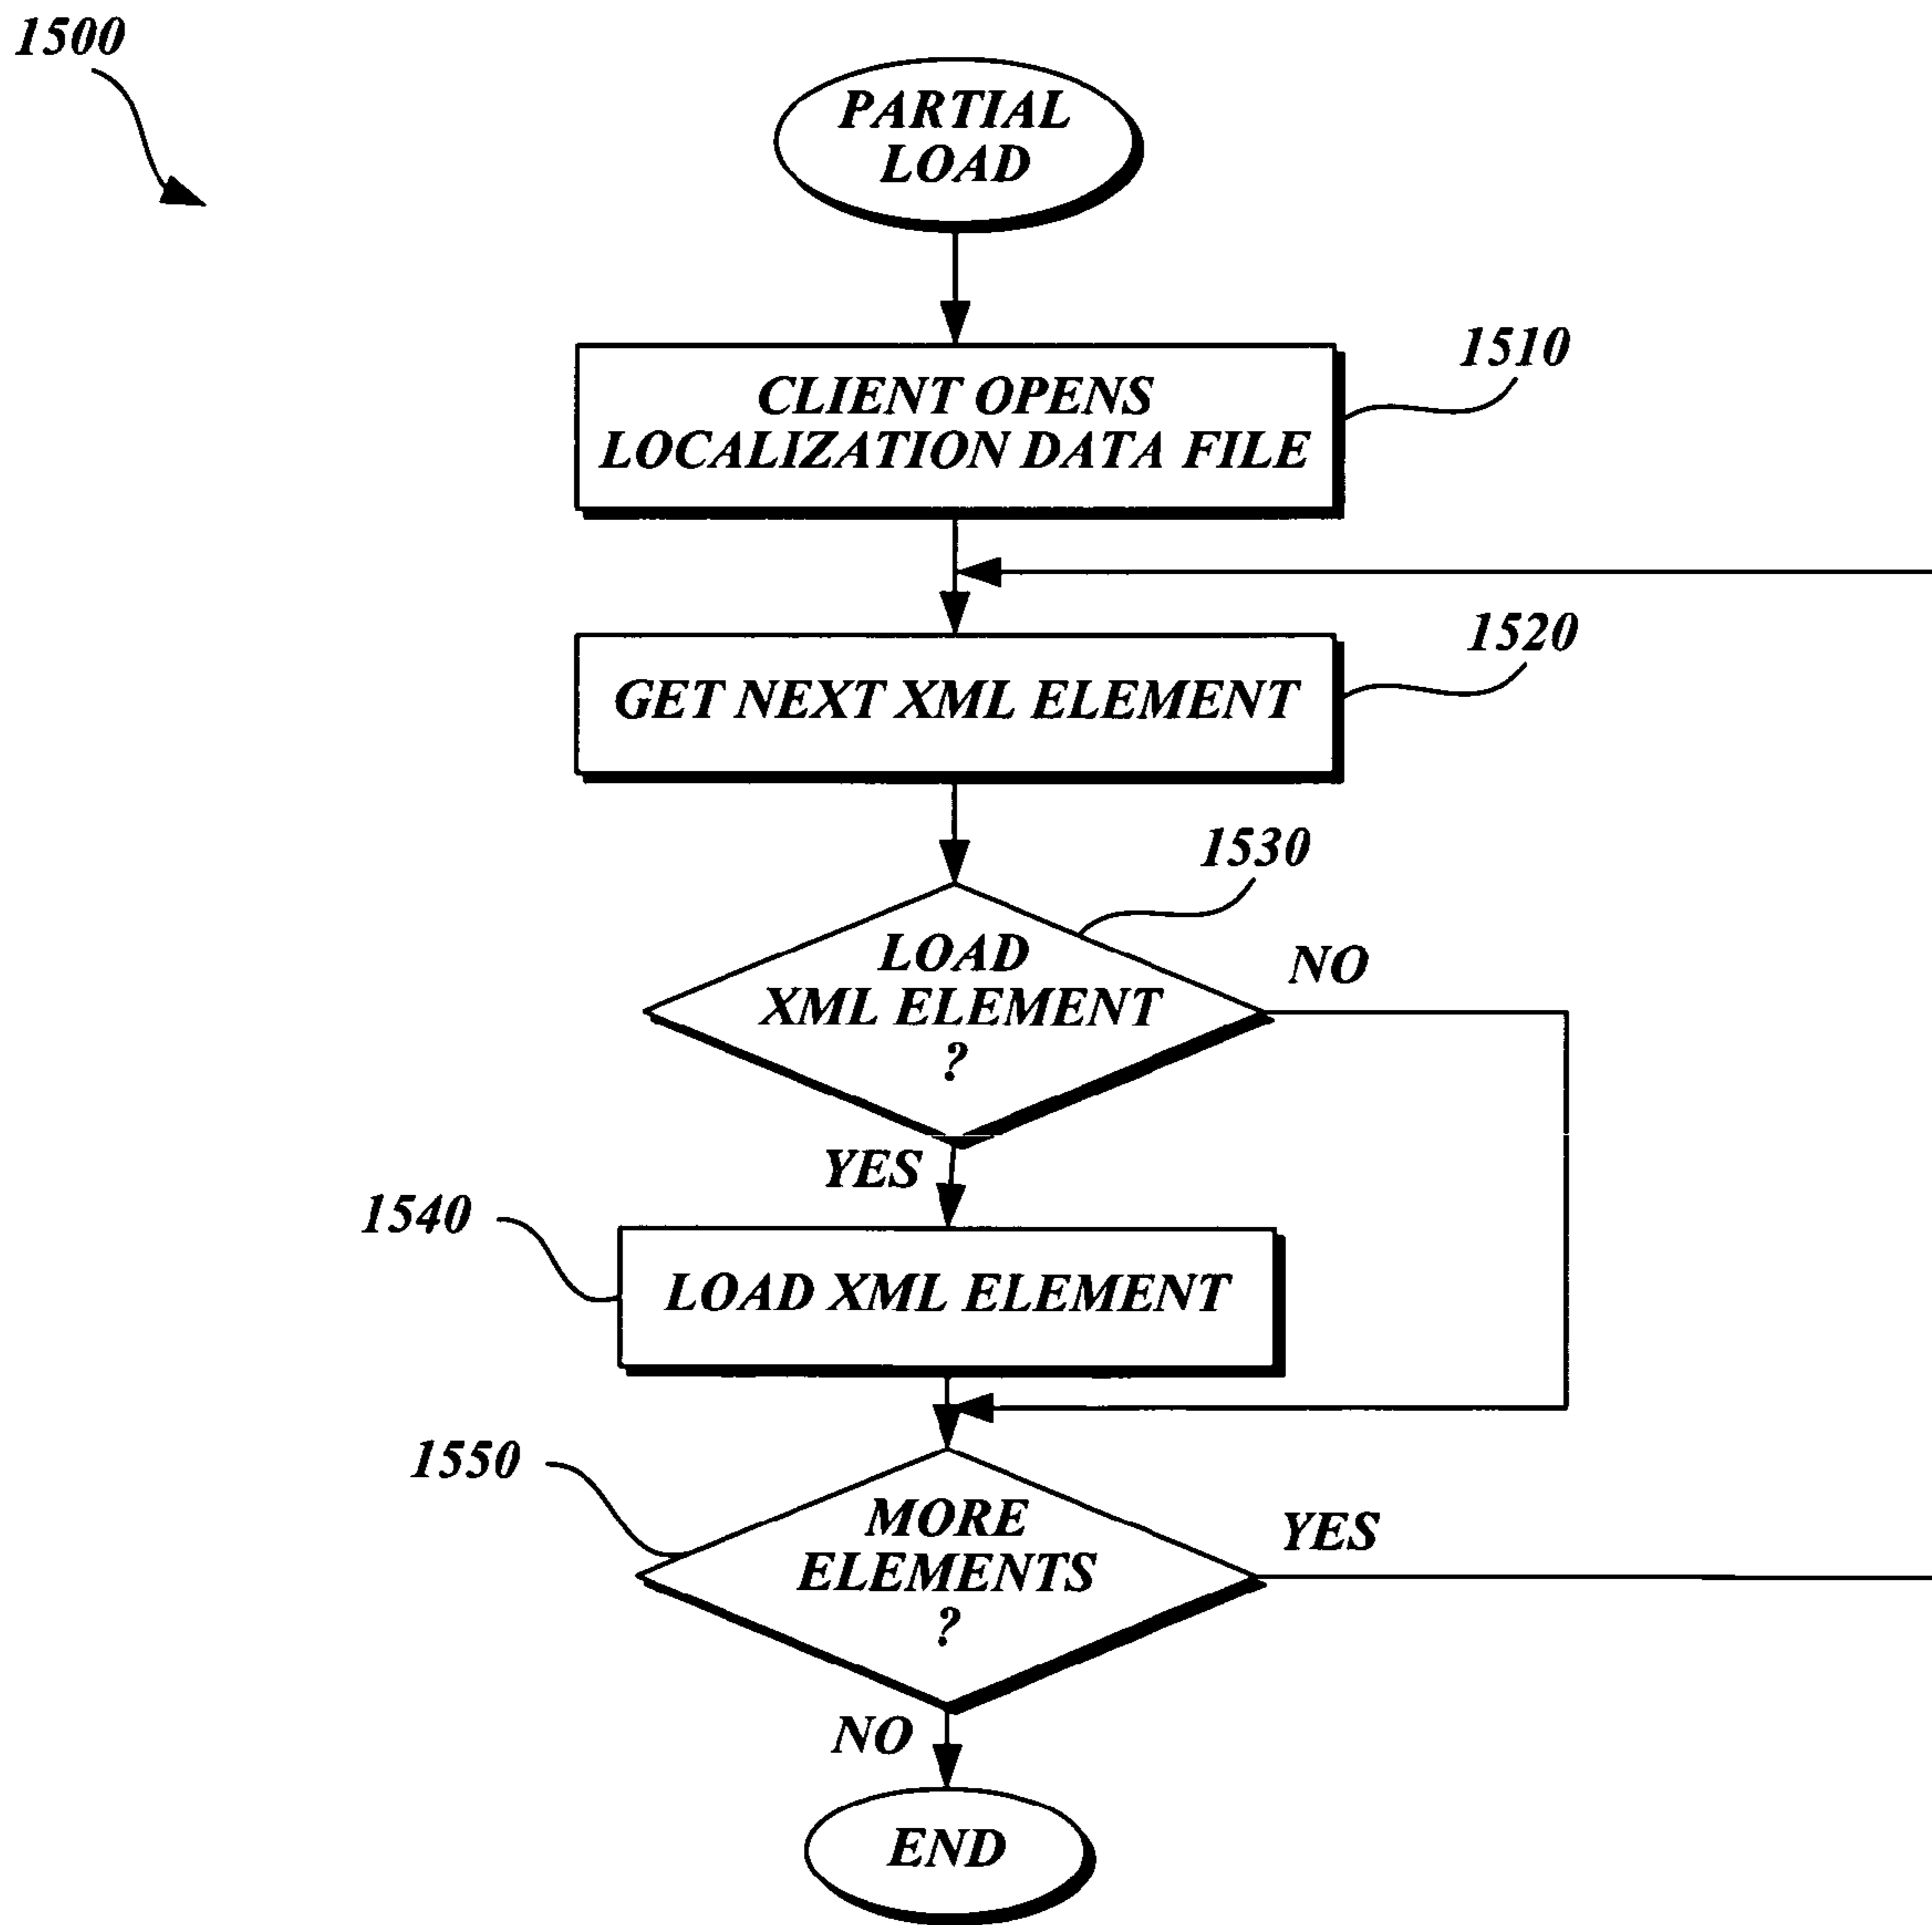 1500
PARTIAL
LOAD
1510
CLIENT OPENS
LOCALIZATION DATA FILE
1520
GET NEXT XML ELEMENT
1530
LOAD
XML ELEMENT
?
NO
YES
1540
LOAD XML ELEMENT
1550
MORE
ELEMENTS
?
YES
NO
END